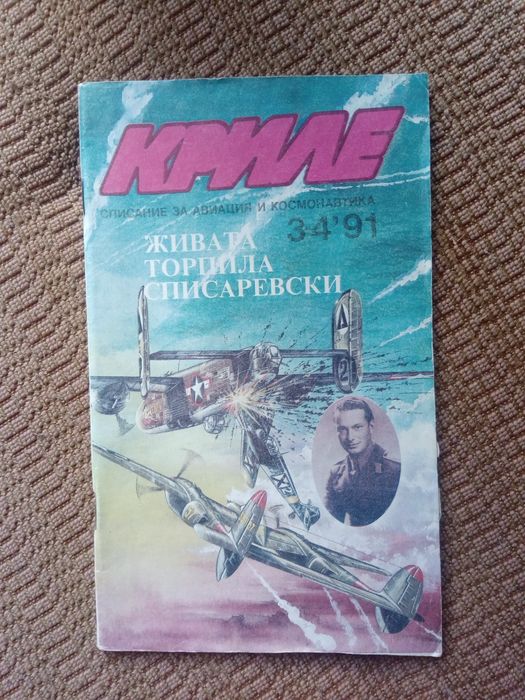 КРИЛЕ
СПИСАНИЕ ЗА АВИАЦИЯ И КОСМОНАВТИКА
3-4'91
ЖИВАТА
ТОРПИЛА
СПИСАРЕВСКИ